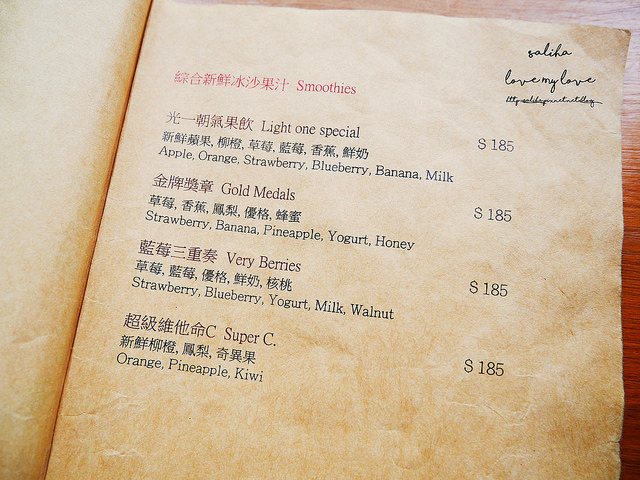 saliha
love my love
綜合新鮮冰沙果汁 Smoothies
光一朝氣果飲 Light one special
$ 185
新鮮蘋果, 柳橙, 草莓, 藍莓, 香蕉, 鮮奶
Apple, Orange, Strawberry, Blueberry, Banana, Milk
金牌獎章 Gold Medals
$ 185
草莓, 香蕉, 鳳梨, 優格, 蜂蜜
Strawberry, Banana, Pineapple, Yogurt, Honey
藍莓三重奏 Very Berries
$ 185
草莓, 藍莓, 優格, 鮮奶, 核桃
Strawberry, Blueberry, Yogurt, Milk, Walnut
超級維他命C Super C.
$ 185
新鮮柳橙, 鳳梨, 奇異果
Orange, Pineapple, Kiwi